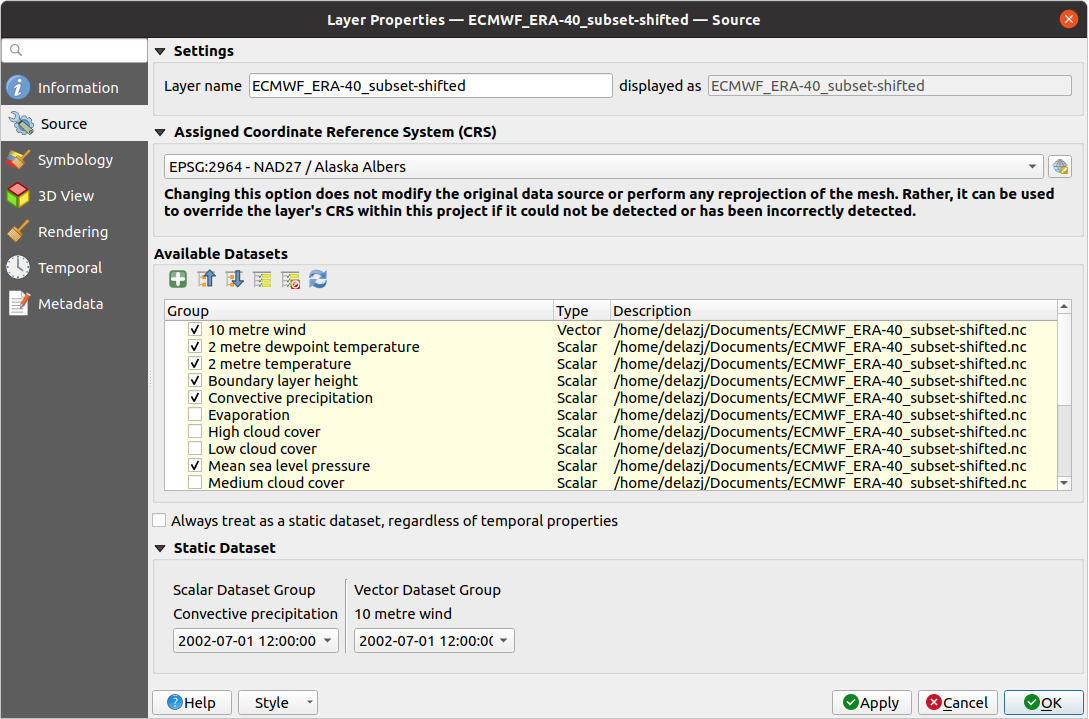 Layer Properties — ECMWF_ERA-40_subset-shifted — Source
Information
Source
Symbology
3D View
Rendering
Temporal
Metadata
Settings
Layer name ECMWF_ERA-40_subset-shifted displayed as ECMWF_ERA-40_subset-shifted
Assigned Coordinate Reference System (CRS)
EPSG:2964 - NAD27 / Alaska Albers
Changing this option does not modify the original data source or perform any reprojection of the mesh. Rather, it can be used
to override the layer's CRS within this project if it could not be detected or has been incorrectly detected.
Available Datasets
Group Type Description
10 metre wind Vector /home/delazj/Documents/ECMWF_ERA-40_subset-shifted.nc
2 metre dewpoint temperature Scalar /home/delazj/Documents/ECMWF_ERA-40_subset-shifted.nc
2 metre temperature Scalar /home/delazj/Documents/ECMWF_ERA-40_subset-shifted.nc
Boundary layer height Scalar /home/delazj/Documents/ECMWF_ERA-40_subset-shifted.nc
Convective precipitation Scalar /home/delazj/Documents/ECMWF_ERA-40_subset-shifted.nc
Evaporation Scalar /home/delazj/Documents/ECMWF_ERA-40_subset-shifted.nc
High cloud cover Scalar /home/delazj/Documents/ECMWF_ERA-40_subset-shifted.nc
Low cloud cover Scalar /home/delazj/Documents/ECMWF_ERA-40_subset-shifted.nc
Mean sea level pressure Scalar /home/delazj/Documents/ECMWF_ERA-40_subset-shifted.nc
Medium cloud cover Scalar /home/delazj/Documents/ECMWF_ERA-40_subset-shifted.nc
Always treat as a static dataset, regardless of temporal properties
Static Dataset
Scalar Dataset Group Vector Dataset Group
Convective precipitation 10 metre wind
2002-07-01 12:00:00 2002-07-01 12:00:00
Help Style Apply Cancel OK